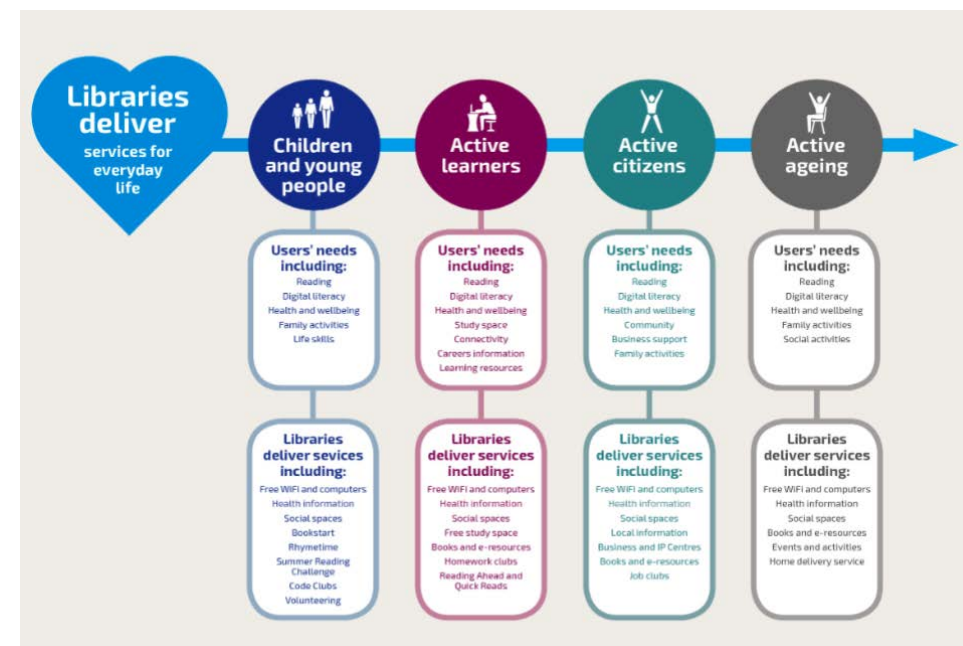 Libraries
deliver
services for
everyday
life
Children
and young
people
Users' needs
including:
Reading
Digital literacy
Health and wellbeing
Family activities
Life skills
Libraries
deliver sevices
including:
Free WiFi and computers
Health information
Social spaces
Bookstart
Rhymetime
Summer Reading
Challenge
Code Clubs
Volunteering
Active
learners
Users' needs
including:
Reading
Digital literacy
Health and wellbeing
Study space
Connectivity
Careers information
Learning resources
Libraries
deliver services
including:
Free WiFi and computers
Health information
Social spaces
Free study space
Books and e-resources
Homework clubs
Reading Ahead and
Quick Reads
Active
citizens
Users' needs
including:
Reading
Digital literacy
Health and wellbeing
Community
Business support
Family activities
Libraries
deliver services
including:
Free WiFi and computers
Health information
Social spaces
Local information
Business and IP Centres
Books and e-resources
Job clubs
Active
ageing
Users' needs
including:
Reading
Digital literacy
Health and wellbeing
Family activities
Social activities
Libraries
deliver services
including:
Free WiFi and computers
Health information
Social spaces
Books and e-resources
Events and activities
Home delivery service